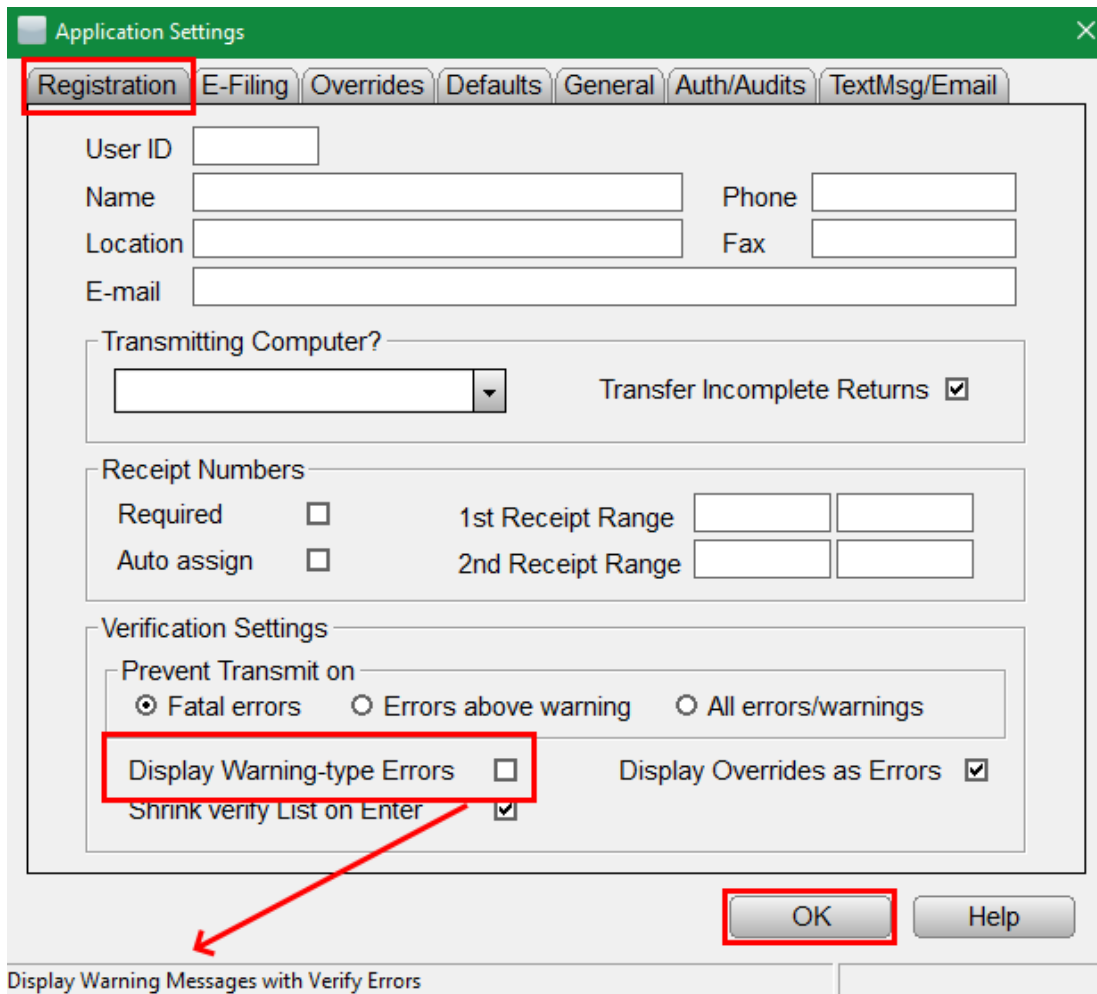 Application Settings
Registration E-Filing Overrides Defaults General Auth/Audits TextMsg/Email
User ID
Name Phone
Location Fax
E-mail
Transmitting Computer?
Transfer Incomplete Returns
Receipt Numbers
Required 1st Receipt Range
Auto assign 2nd Receipt Range
Verification Settings
Prevent Transmit on
Fatal errors Errors above warning All errors/warnings
Display Warning-type Errors Display Overrides as Errors
Shrink verify List on Enter
OK Help
Display Warning Messages with Verify Errors